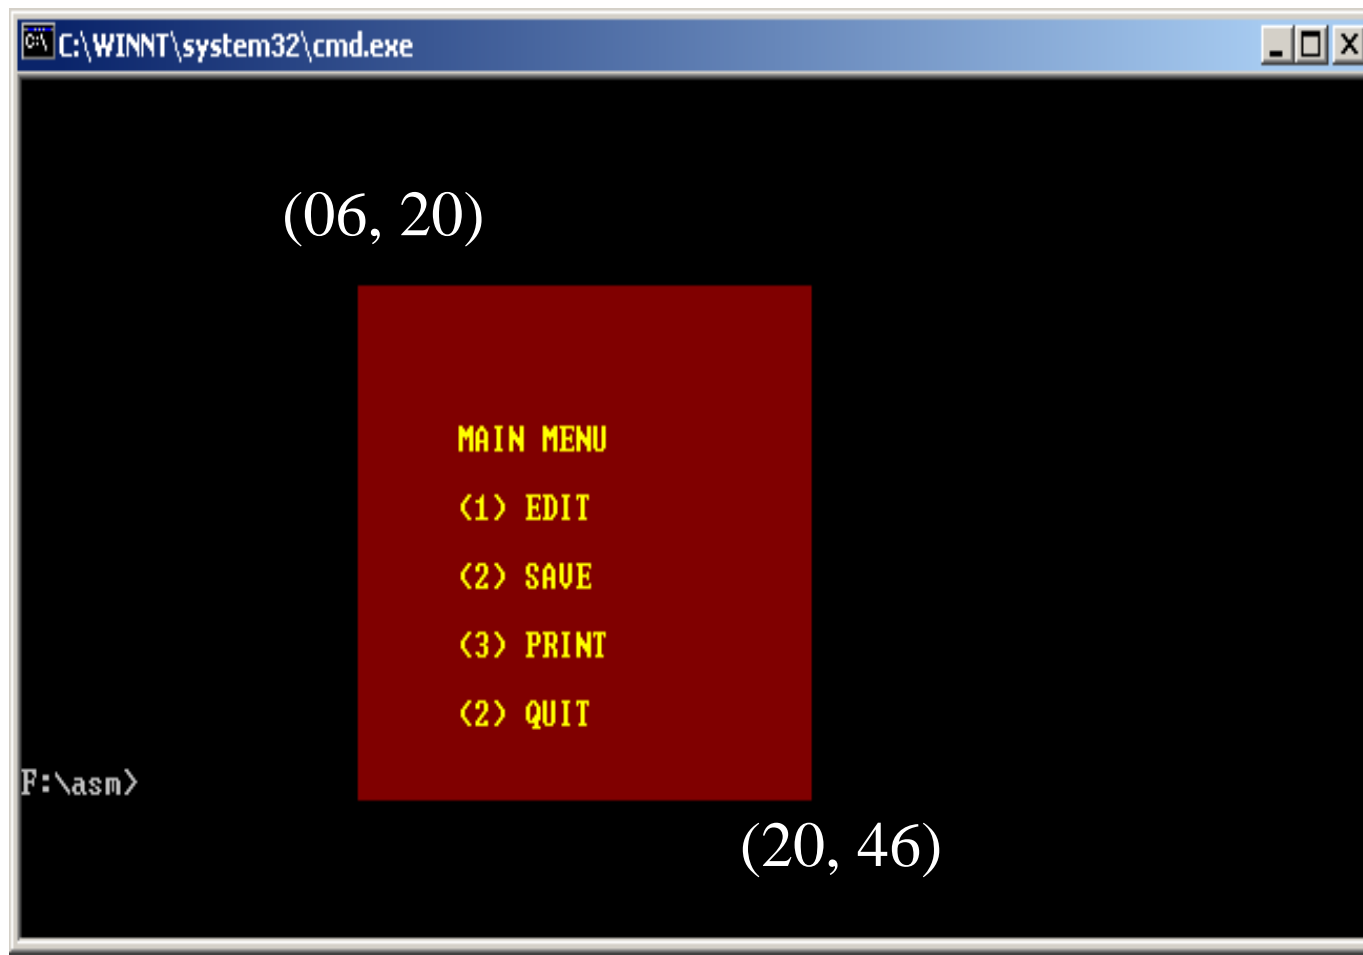 C:\WINNT\system32\cmd.exe
(06, 20)
MAIN MENU
(1) EDIT
(2) SAVE
(3) PRINT
(2) QUIT
F:\asm>
(20, 46)